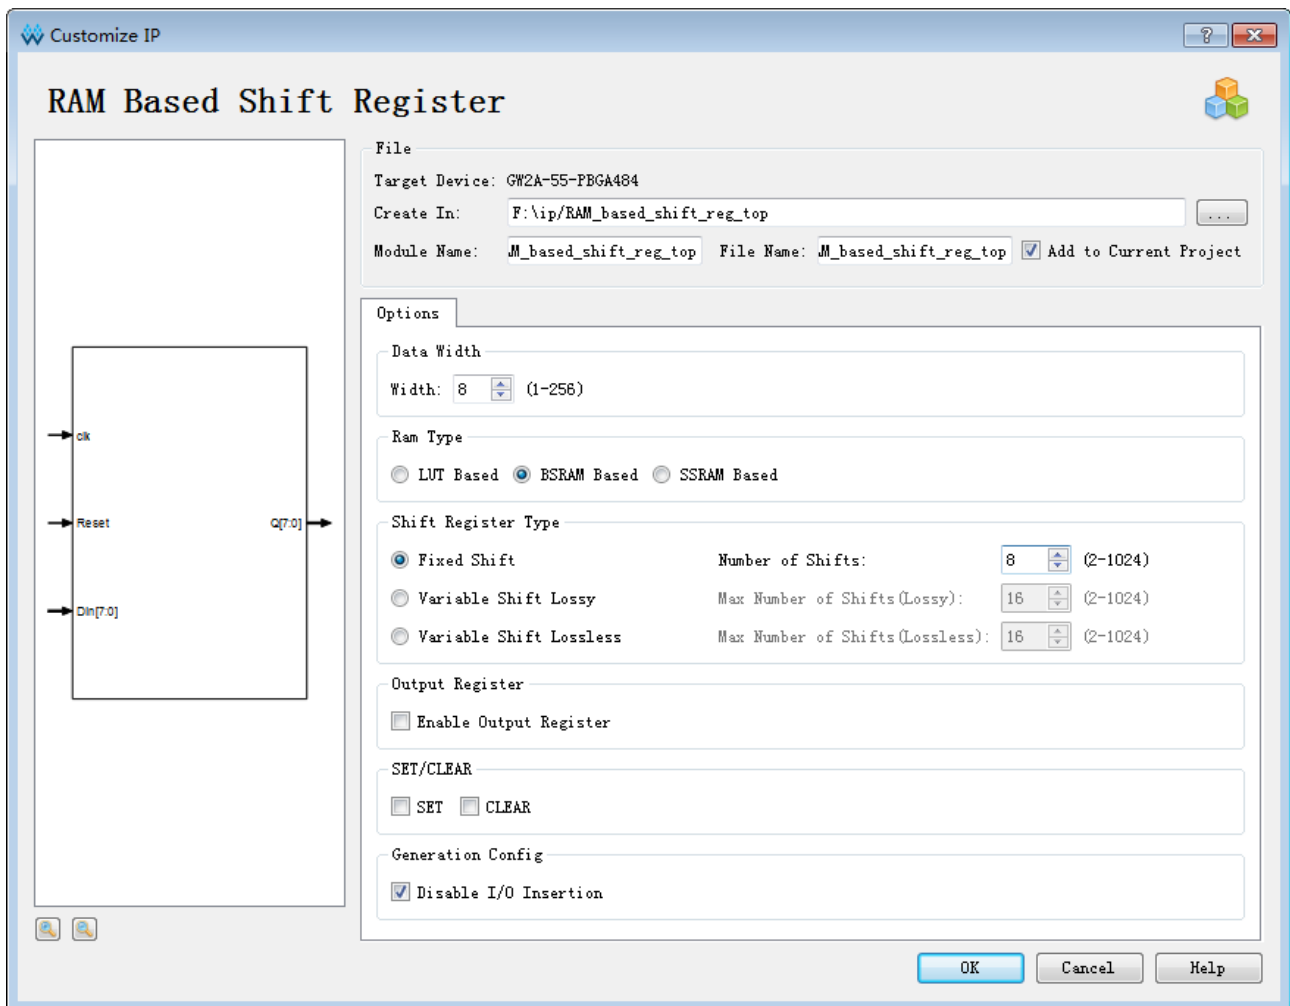 Customize IP
RAM Based Shift Register
File
Target Device: GW2A-55-PBGA484
Create In: F:\ip/RAM_based_shift_reg_top ...
Module Name: M_based_shift_reg_top File Name: M_based_shift_reg_top Add to Current Project
Options
Data Width
Width: 8 (1-256)
Ram Type
LUT Based BSRAM Based SSRAM Based
Shift Register Type
Fixed Shift Number of Shifts: 8 (2-1024)
Variable Shift Lossy Max Number of Shifts(Lossy): 16 (2-1024)
Variable Shift Lossless Max Number of Shifts(Lossless): 16 (2-1024)
Output Register
Enable Output Register
SET/CLEAR
SET CLEAR
Generation Config
Disable I/O Insertion
clk
Reset Q[7:0]
Din[7:0]
OK Cancel Help